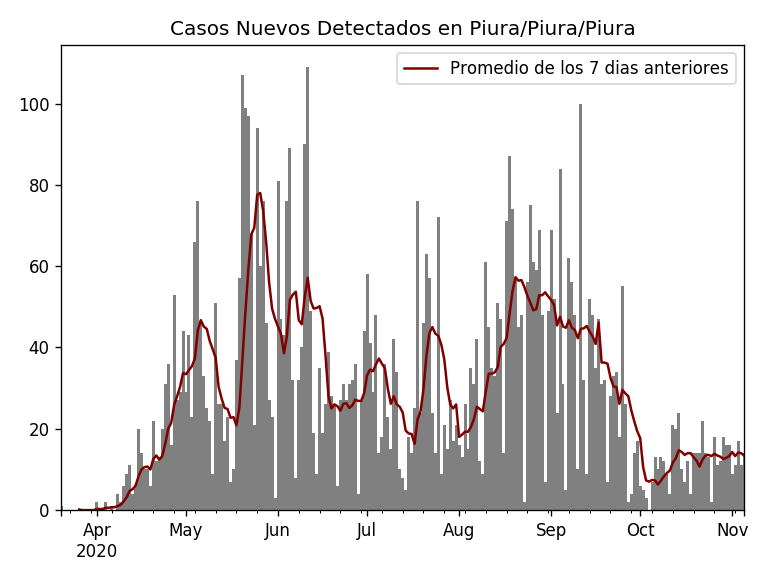 Casos Nuevos Detectados en Piura/Piura/Piura
Promedio de los 7 dias anteriores
100
80
60
40
20
0
Apr May Jun Jul Aug Sep Oct Nov
2020